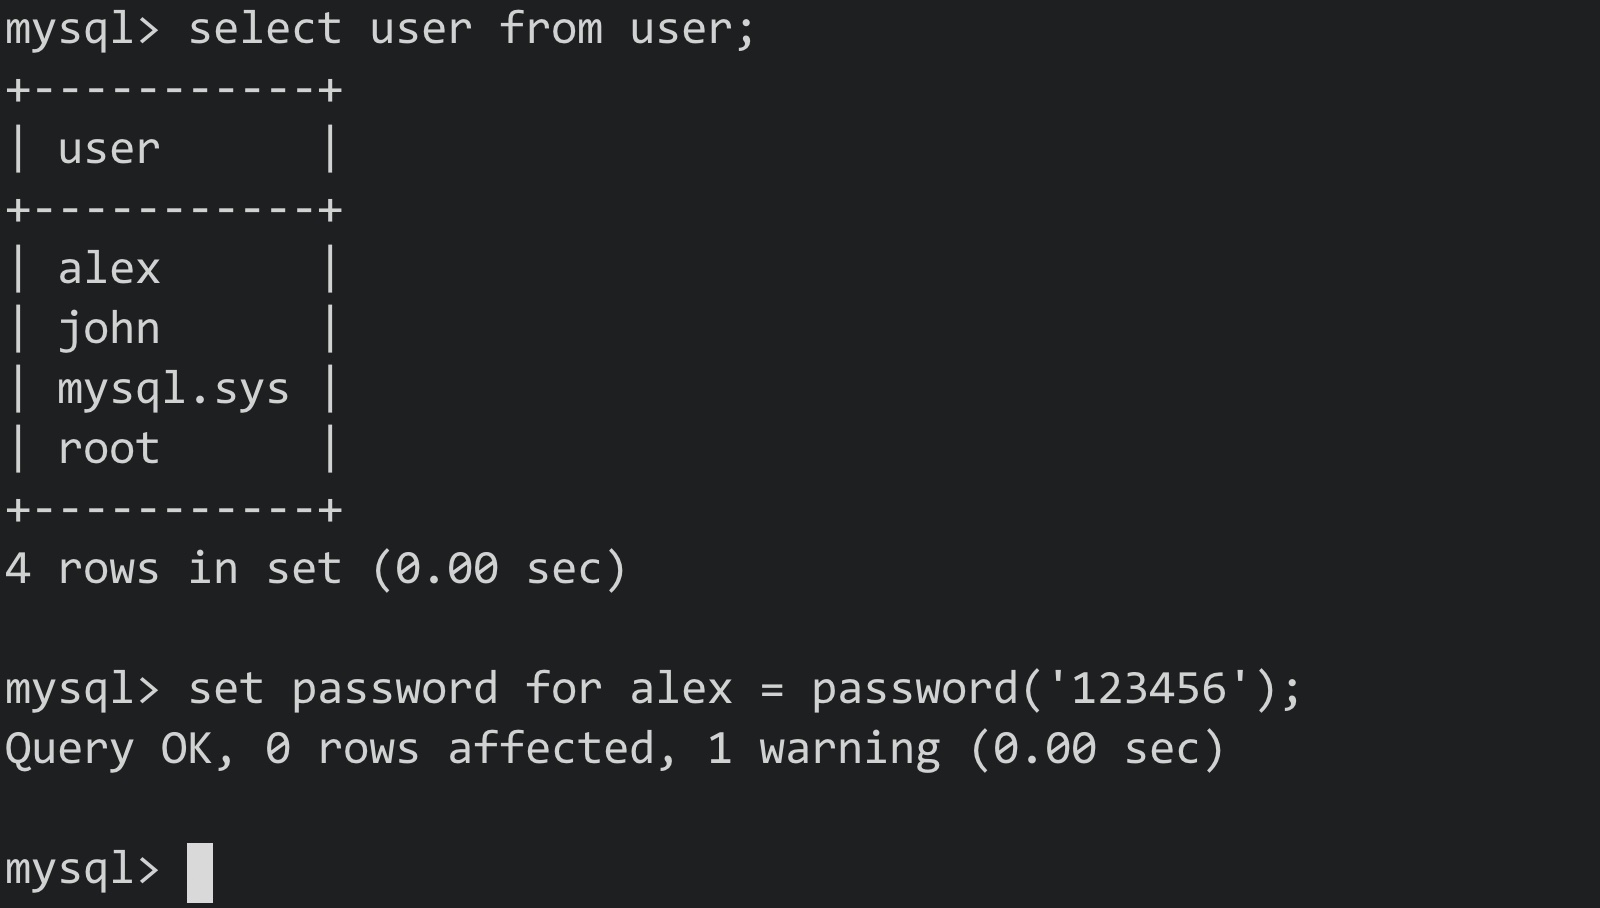 mysql> select user from user;
+-----------+
| user      |
+-----------+
| alex      |
| john      |
| mysql.sys |
| root      |
+-----------+
4 rows in set (0.00 sec)

mysql> set password for alex = password('123456');
Query OK, 0 rows affected, 1 warning (0.00 sec)

mysql>